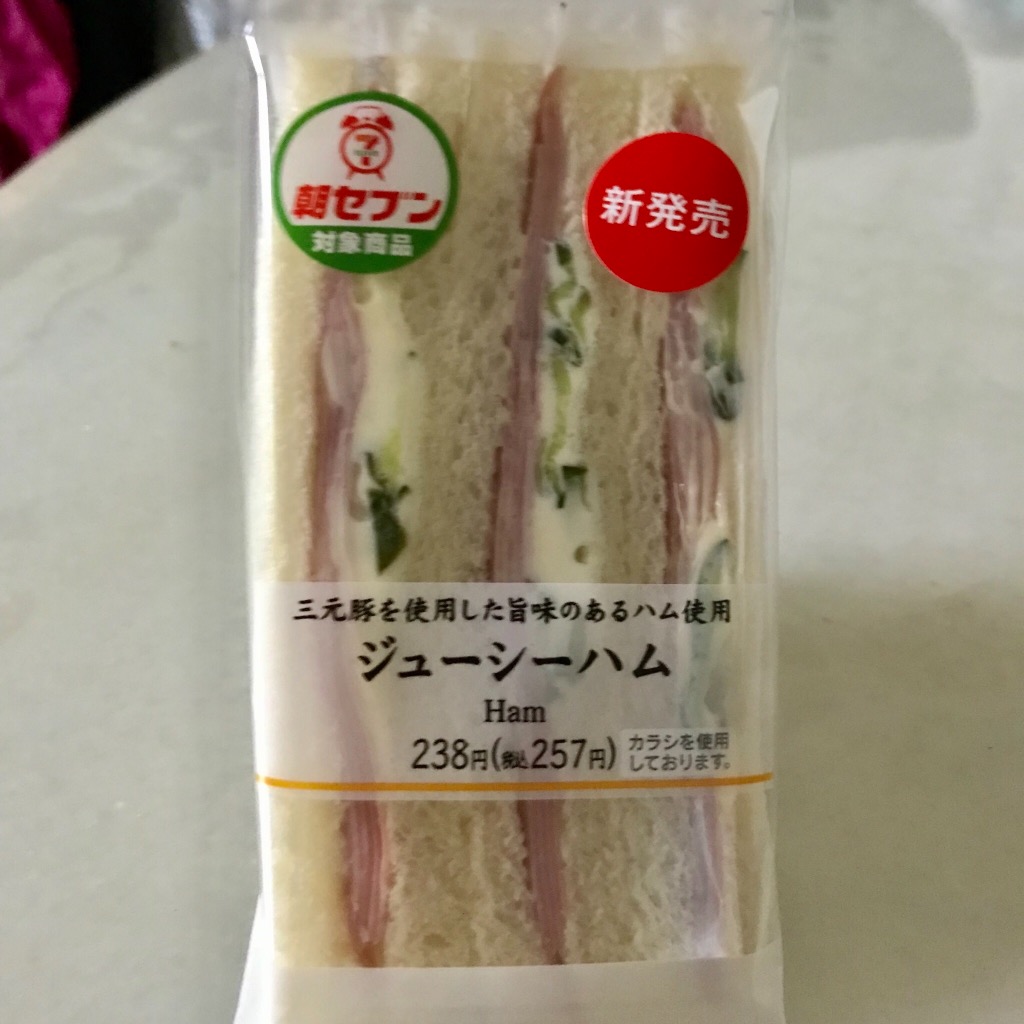 朝セブン
対象商品
新発売
三元豚を使用した旨味のあるハム使用
ジューシーハム
Ham
238円(税込257円)
カラシを使用
しております。